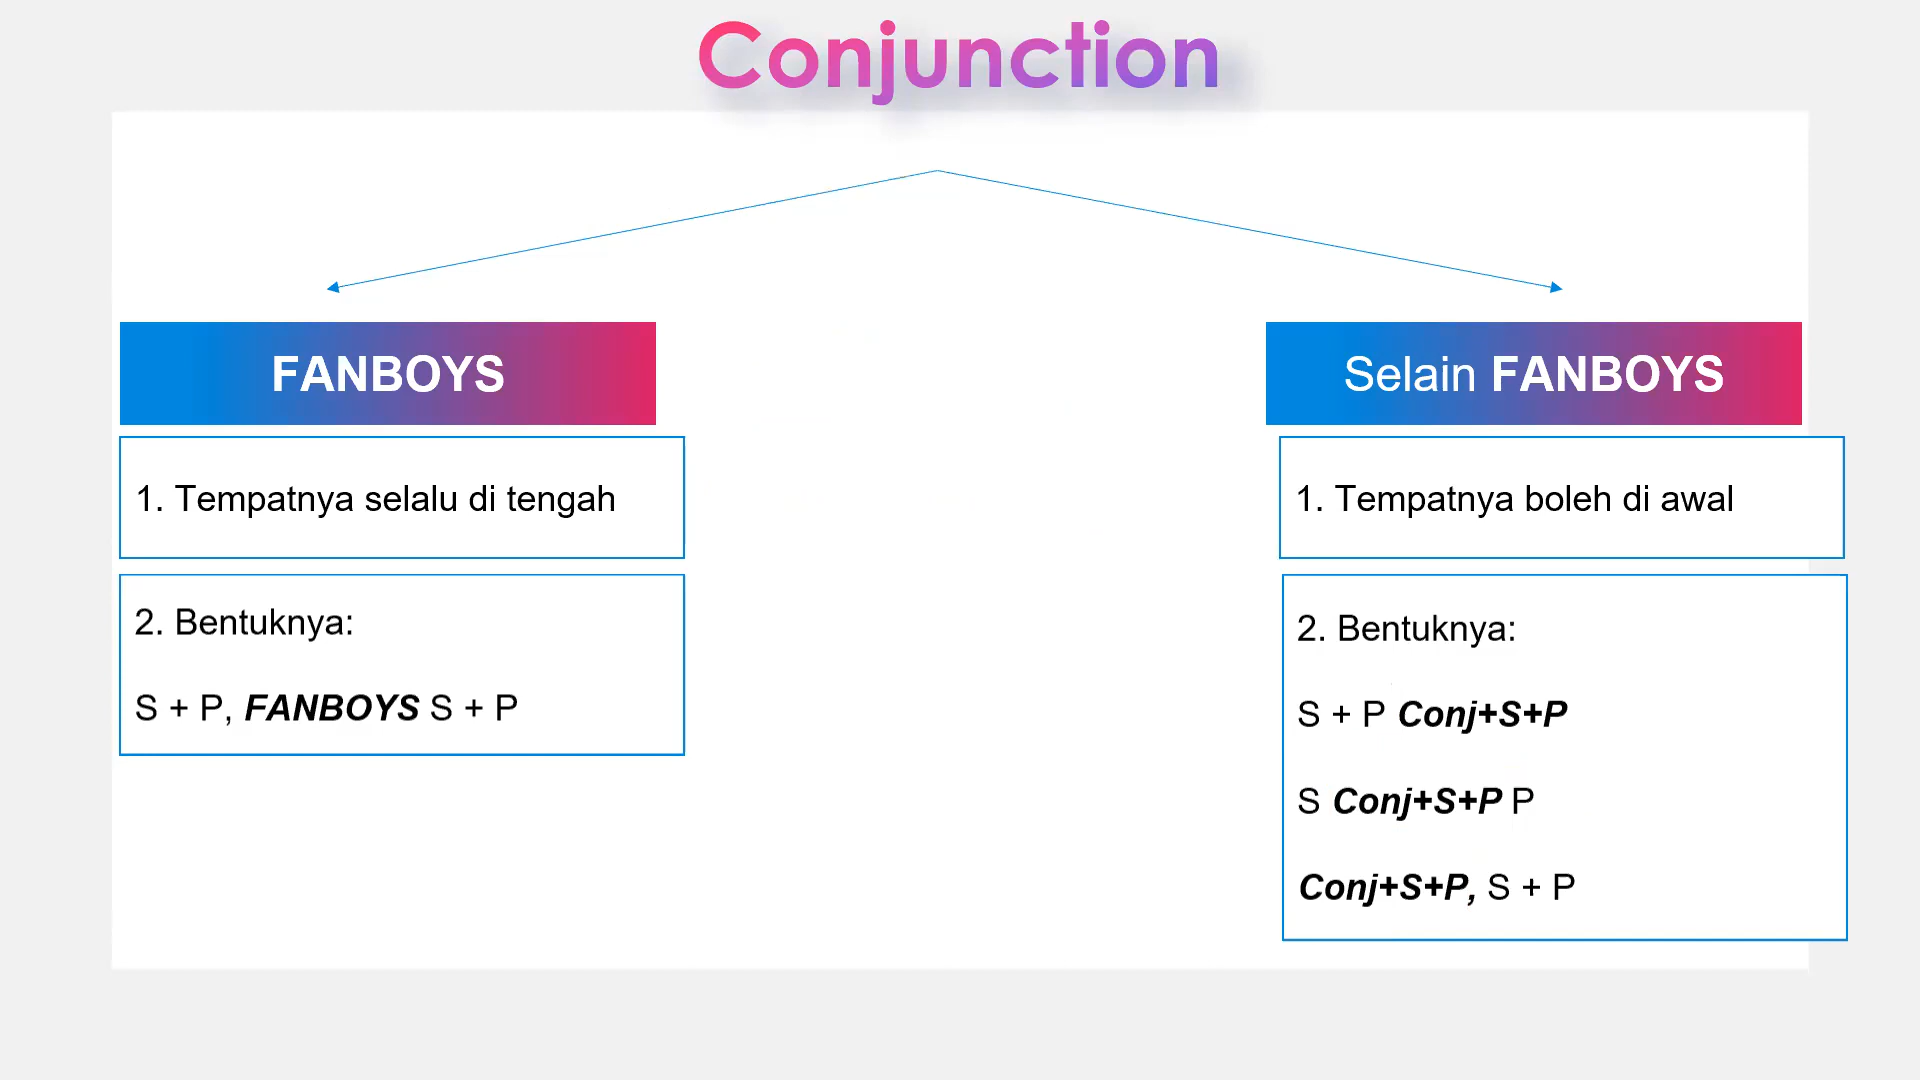 Conjunction
FANBOYS
1. Tempatnya selalu di tengah
2. Bentuknya:
S + P, FANBOYS S + P
Selain FANBOYS
1. Tempatnya boleh di awal
2. Bentuknya:
S + P Conj+S+P
S Conj+S+P P
Conj+S+P, S + P